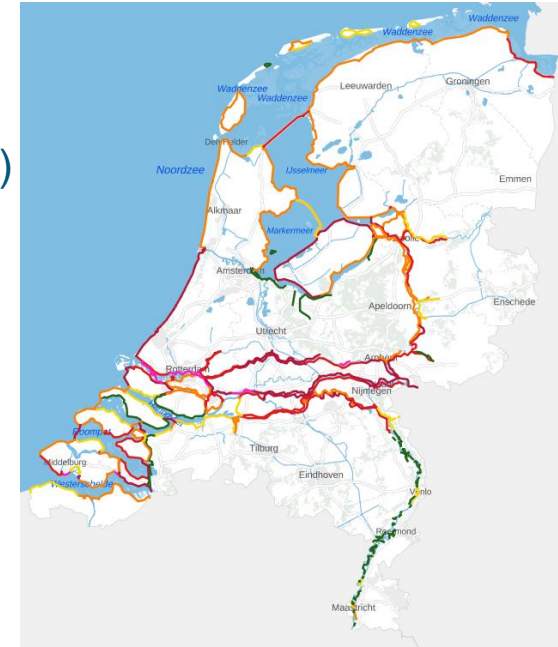 Waddenzee
Waddenzee
Groningen
Leeuwarden
Waddenzee
Waddenzee
Den Helder
)
Noordzee
IJsselmeer
Emmen
Alkmaar
Markermeer
Amsterdam
Enschede
Apeldoorn
Utrecht
Arnhem
Rotterdam
Nijmegen
Tilburg
Middelburg
Eindhoven
Westerschelde
Venlo
Roermond
Maastricht